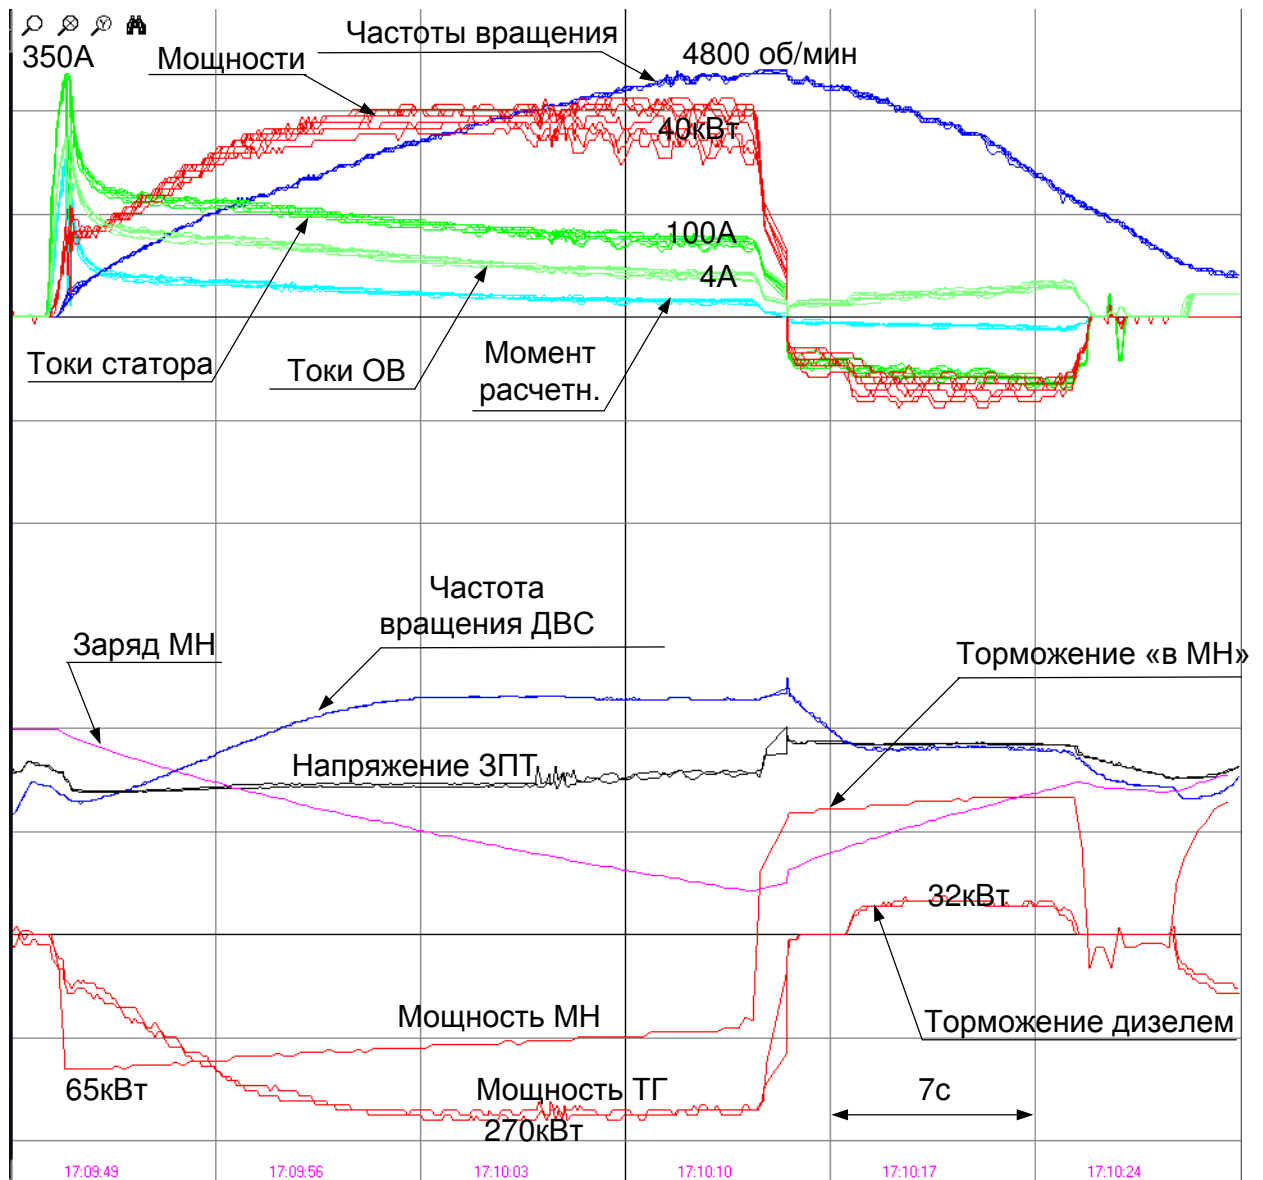 Частоты вращения
350А
Мощности
4800 об/мин
40кВт
100А
4А
Токи статора
Токи ОВ
Момент
расчетн.
Частота
вращения ДВС
Заряд МН
Торможение «в МН»
Напряжение ЗПТ
32кВт
Мощность МН
Торможение дизелем
65кВт
Мощность ТГ
7с
270кВт
17:09:49
17:09:56
17:10:03
17:10:10
17:10:17
17:10:24